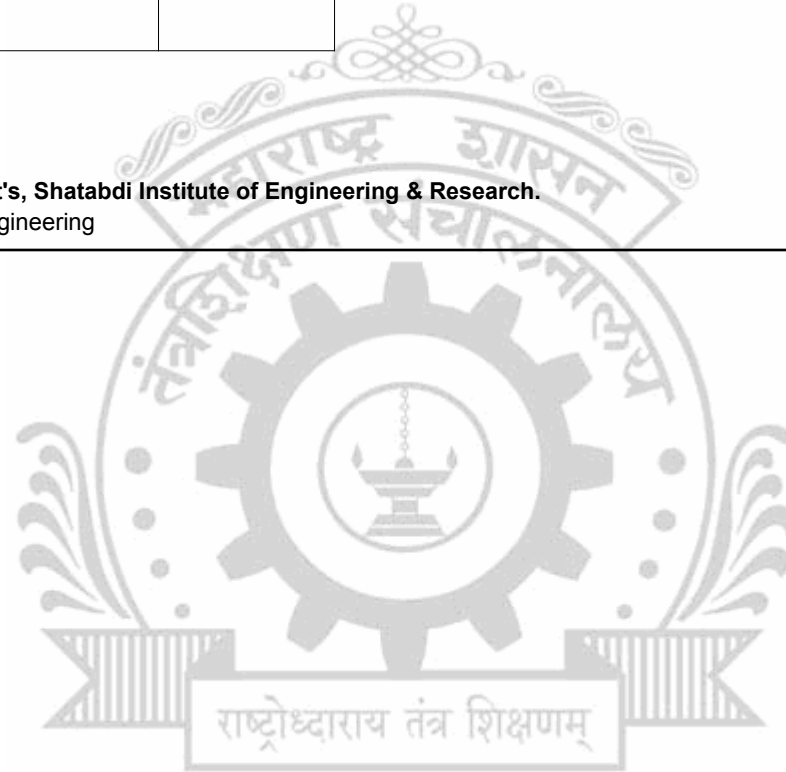 महाराष्ट्र शासन
t's, Shatabdi Institute of Engineering & Research.
gineering
तंत्रशिक्षण संचालनालय
राष्ट्रोध्दाराय तंत्र शिक्षणम्